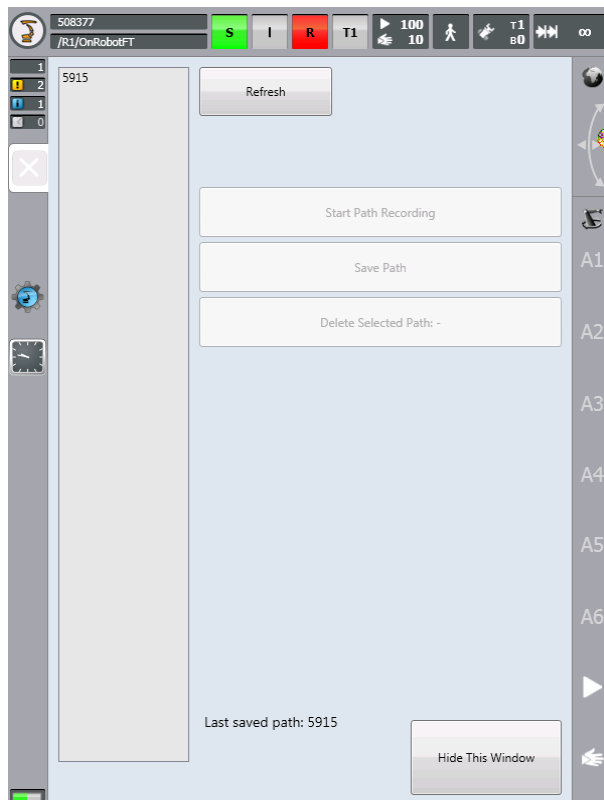 508377
/R1/OnRobotFT
S
I
R
T1
100
10
T1
B0
∞
1
2
1
0
5915
Refresh
Start Path Recording
Save Path
Delete Selected Path: -
A1
A2
A3
A4
A5
A6
Last saved path: 5915
Hide This Window